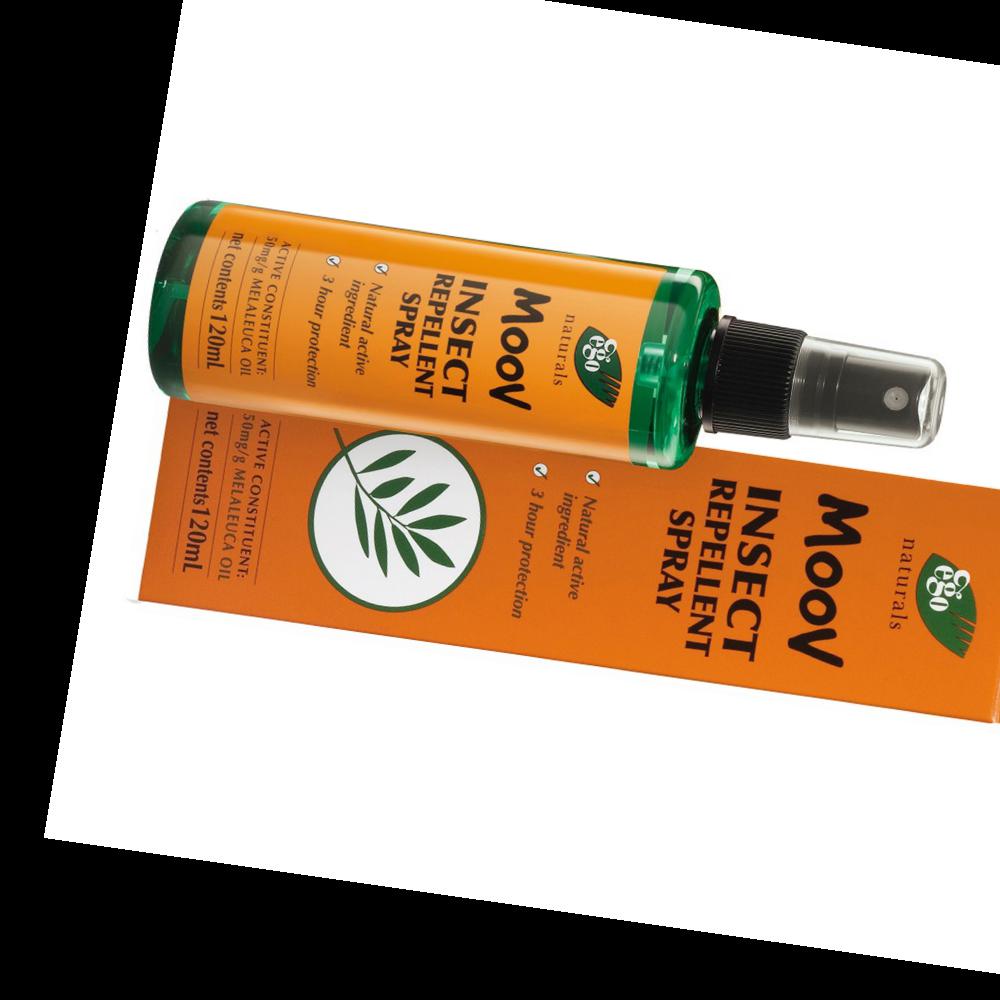 ego
naturals
MOOV
INSECT
REPELLENT
SPRAY
Natural active
ingredient
3 hour protection
ACTIVE CONSTITUENT:
50mg/g MELALEUCA OIL
net contents 120mL
ego
naturals
MOOV
INSECT
REPELLENT
SPRAY
Natural active
ingredient
3 hour protection
ACTIVE CONSTITUENT:
50mg/g MELALEUCA OIL
net contents 120mL